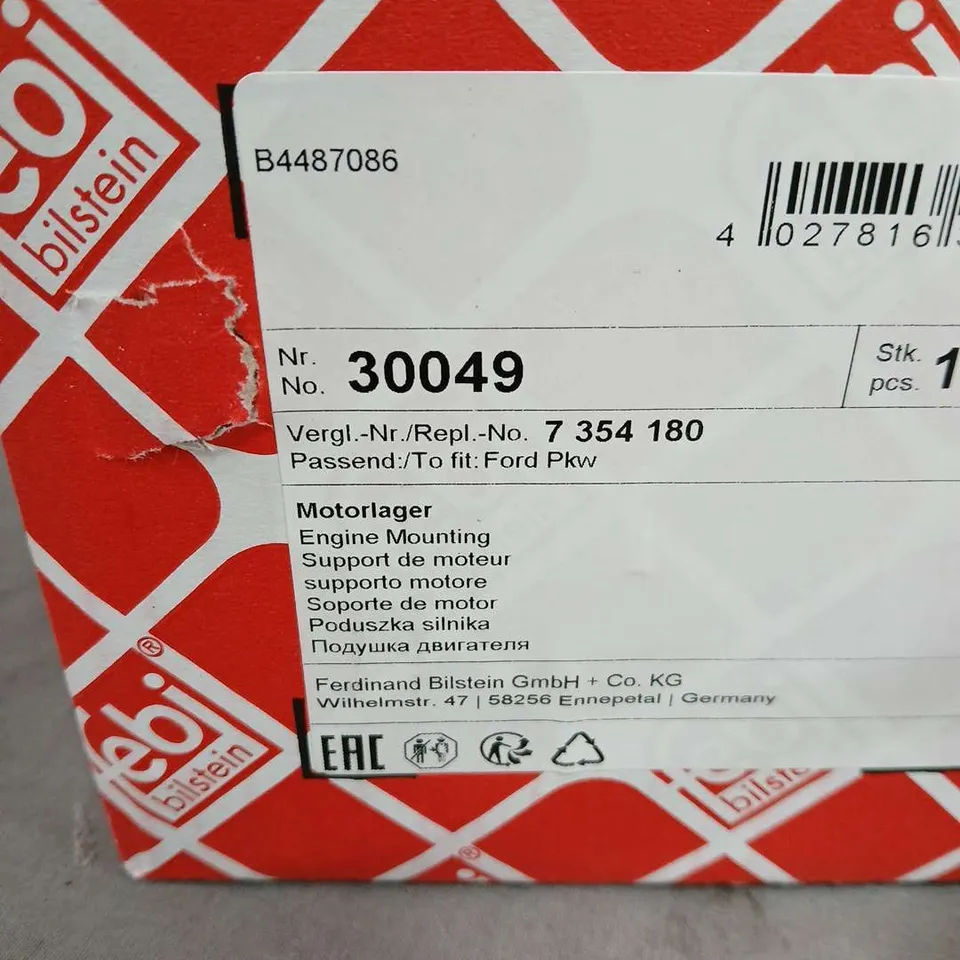 bilstein
B4487086
4 027816
Nr.
No. 30049
Stk.
pcs. 1
Vergl.-Nr./Repl.-No. 7 354 180
Passend:/To fit: Ford Pkw
Motorlager
Engine Mounting
Support de moteur
supporto motore
Soporte de motor
Poduszka silnika
Подушка двигателя
Ferdinand Bilstein GmbH + Co. KG
Wilhelmstr. 47 | 58256 Ennepetal | Germany
EAC
febi®
bilstein
bilstein
®